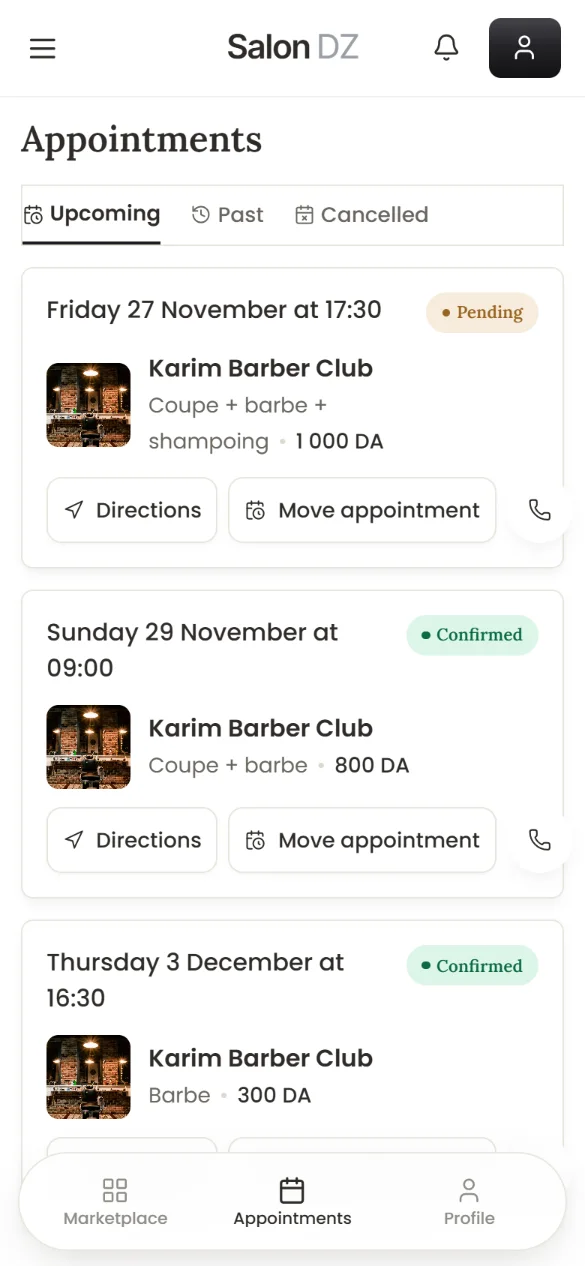 Salon DZ
Appointments
Upcoming
Past
Cancelled
Friday 27 November at 17:30
Pending
Karim Barber Club
Coupe + barbe +
shampoing • 1 000 DA
Directions
Move appointment
Sunday 29 November at
09:00
Confirmed
Karim Barber Club
Coupe + barbe • 800 DA
Directions
Move appointment
Thursday 3 December at
16:30
Confirmed
Karim Barber Club
Barbe • 300 DA
Marketplace
Appointments
Profile